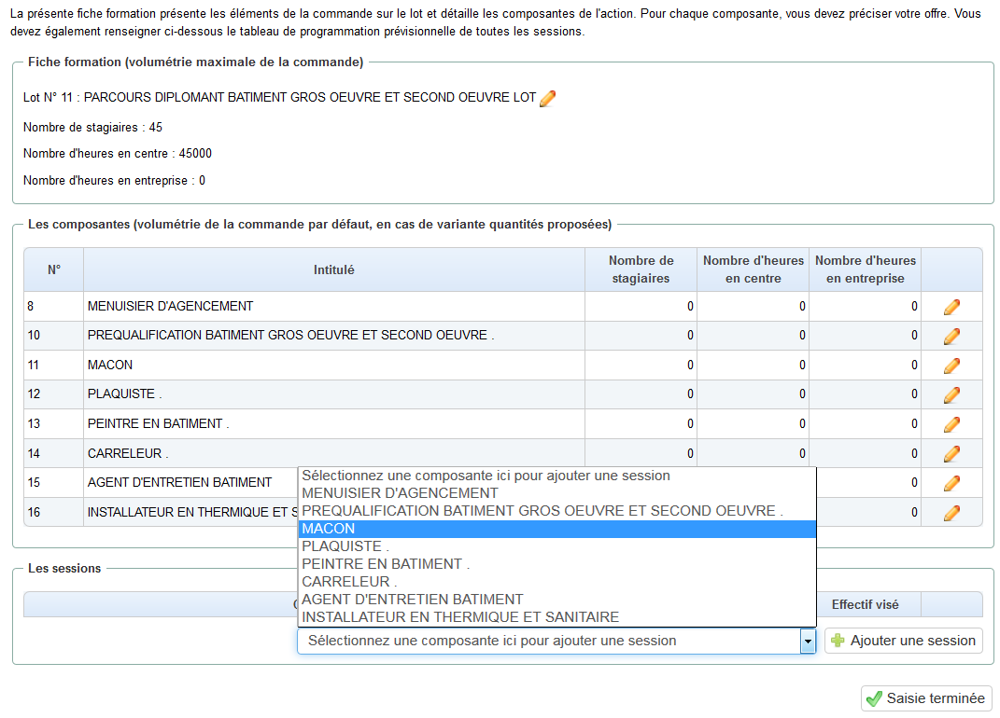 La présente fiche formation présente les éléments de la commande sur le lot et détaille les composantes de l'action. Pour chaque composante, vous devez préciser votre offre. Vous
devez également renseigner ci-dessous le tableau de programmation prévisionnelle de toutes les sessions.
Fiche formation (volumétrie maximale de la commande)
Lot N° 11 : PARCOURS DIPLOMANT BATIMENT GROS OEUVRE ET SECOND OEUVRE LOT
Nombre de stagiaires : 45
Nombre d'heures en centre : 45000
Nombre d'heures en entreprise : 0
Les composantes (volumétrie de la commande par défaut, en cas de variante quantités proposées)
N° Intitulé Nombre de stagiaires Nombre d'heures en centre Nombre d'heures en entreprise
8 MENUISIER D'AGENCEMENT 0 0 0
10 PREQUALIFICATION BATIMENT GROS OEUVRE ET SECOND OEUVRE . 0 0 0
11 MACON 0 0 0
12 PLAQUISTE . 0 0 0
13 PEINTRE EN BATIMENT . 0 0 0
14 CARRELEUR . 0 0 0
15 AGENT D'ENTRETIEN BATIMENT 0
16 INSTALLATEUR EN THERMIQUE ET S 0
Sélectionnez une composante ici pour ajouter une session
MENUISIER D'AGENCEMENT
PREQUALIFICATION BATIMENT GROS OEUVRE ET SECOND OEUVRE .
MACON
PLAQUISTE .
PEINTRE EN BATIMENT .
CARRELEUR .
AGENT D'ENTRETIEN BATIMENT
INSTALLATEUR EN THERMIQUE ET SANITAIRE
Les sessions
Effectif visé
Sélectionnez une composante ici pour ajouter une session
Ajouter une session
Saisie terminée